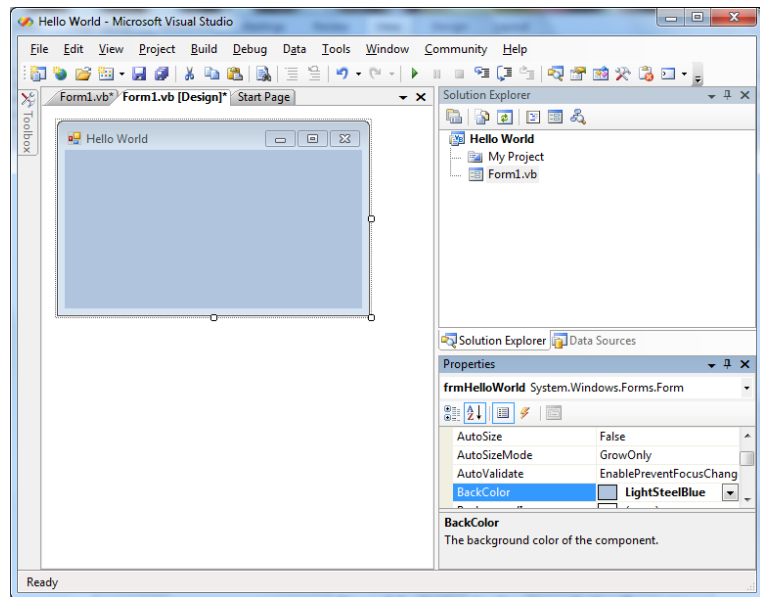 Hello World - Microsoft Visual Studio
File Edit View Project Build Debug Data Tools Window Community Help
Form1.vb* Form1.vb [Design]* Start Page
Toolbox
Hello World
Solution Explorer
Hello World
My Project
Form1.vb
Solution Explorer Data Sources
Properties
frmHelloWorld System.Windows.Forms.Form
AutoSize False
AutoSizeMode GrowOnly
AutoValidate EnablePreventFocusChang
BackColor LightSteelBlue
BackColor
The background color of the component.
Ready